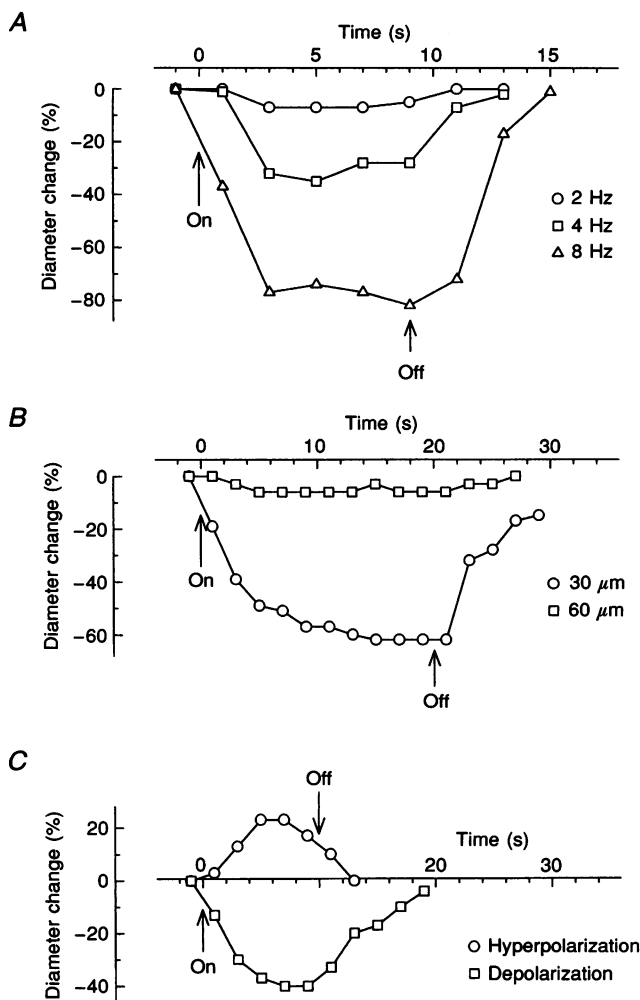 A
Time (s)
0 5 10 15
Diameter change (%)
0
−20
−40
−60
−80
On
Off
2 Hz
4 Hz
8 Hz
B
Time (s)
0 10 20 30
Diameter change (%)
0
−20
−40
−60
On
Off
30 μm
60 μm
C
Off
Diameter change (%)
20
0
−20
−40
Time (s)
0 20 30
On
Hyperpolarization
Depolarization